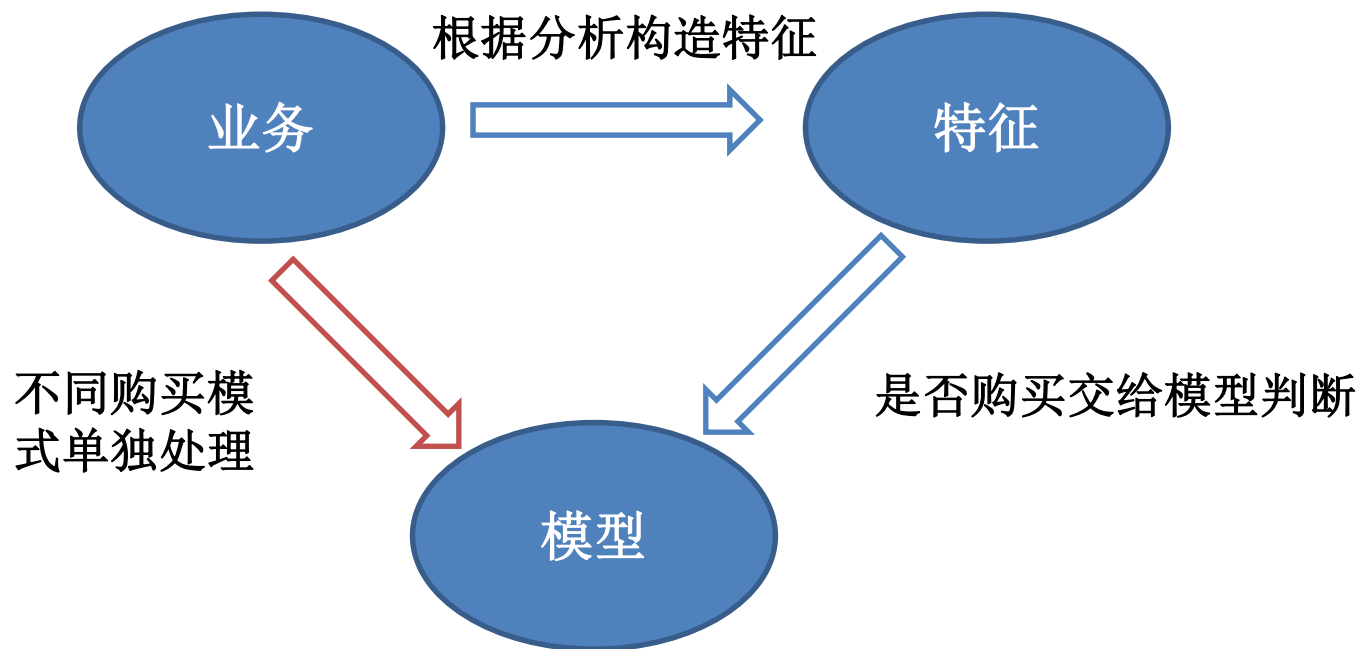 根据分析构造特征
业务
特征
不同购买模
式单独处理
是否购买交给模型判断
模型